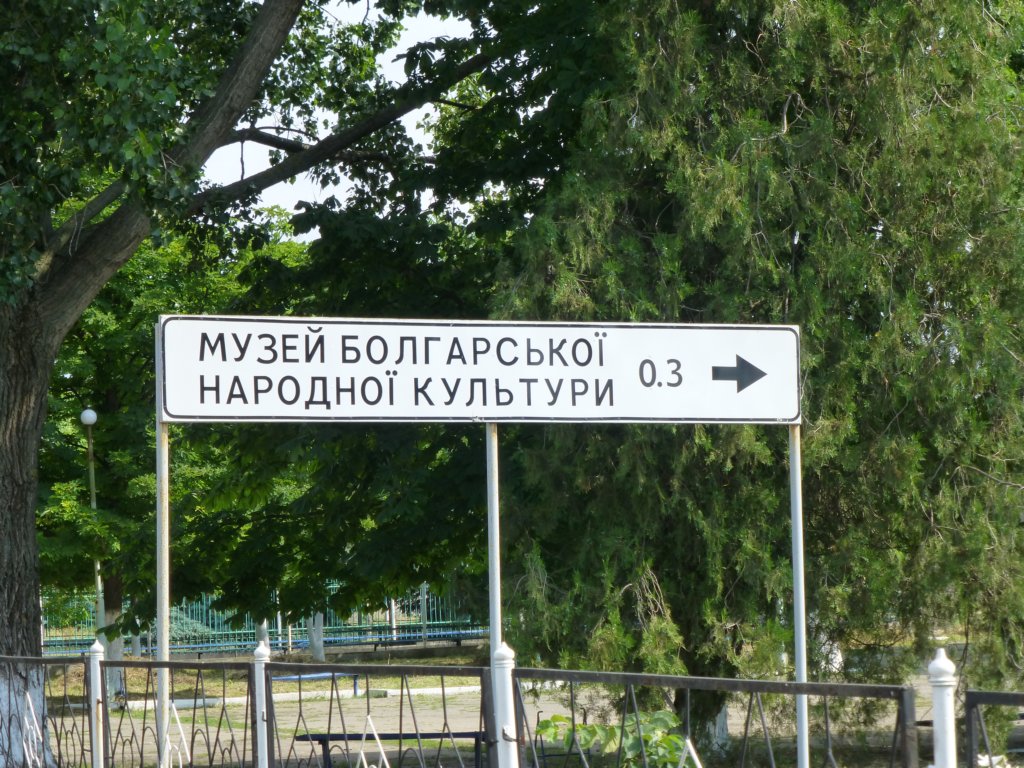 МУЗЕЙ БОЛГАРСЬКОЇ
НАРОДНОЇ КУЛЬТУРИ
0.3